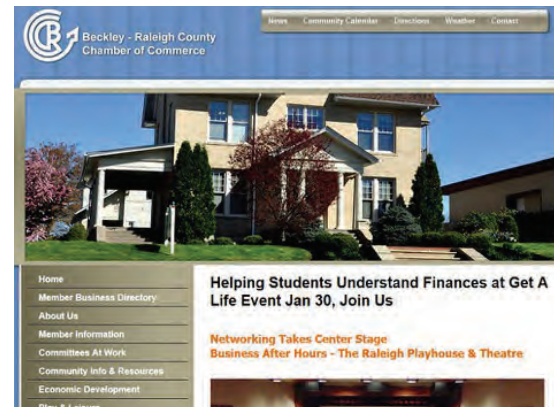 News Community Calendar Directions Weather Contact
Beckley - Raleigh County
Chamber of Commerce
Home
Member Business Directory
About Us
Member Information
Committees At Work
Community Info & Resources
Economic Development
Play & Leisure
Helping Students Understand Finances at Get A
Life Event Jan 30, Join Us
Networking Takes Center Stage
Business After Hours - The Raleigh Playhouse & Theatre